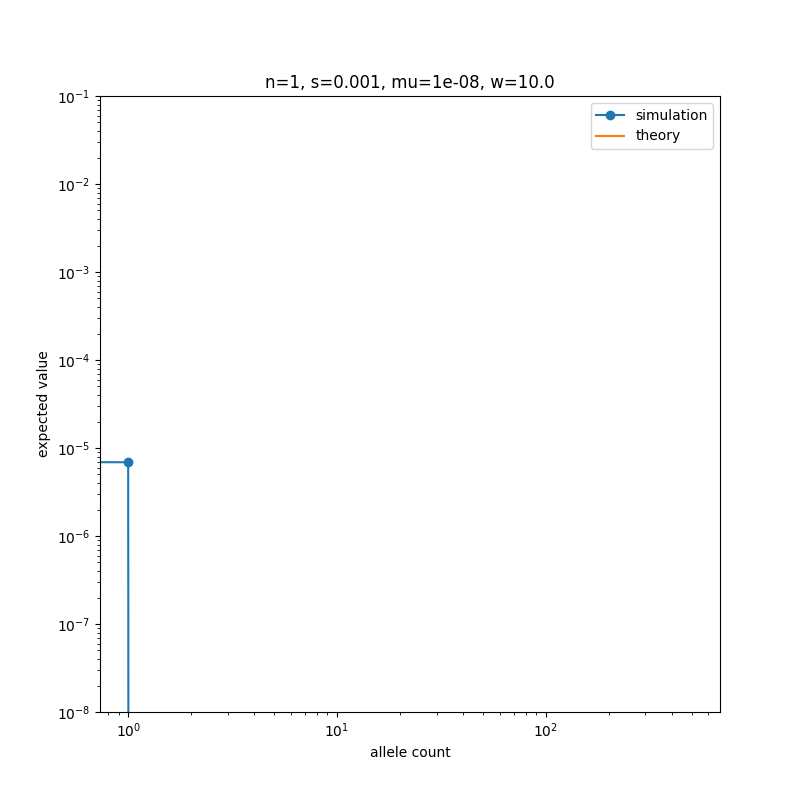 n=1, s=0.001, mu=1e-08, w=10.0
simulation
theory
expected value
10⁻¹
10⁻²
10⁻³
10⁻⁴
10⁻⁵
10⁻⁶
10⁻⁷
10⁻⁸
10⁰ 10¹ 10²
allele count